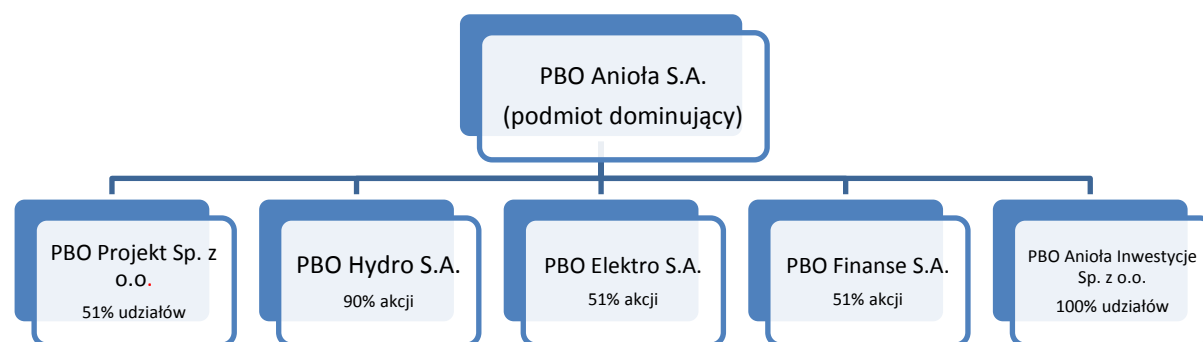 PBO Anioła S.A.
(podmiot dominujący)
PBO Projekt Sp. z
o.o.
51% udziałów
PBO Hydro S.A.
90% akcji
PBO Elektro S.A.
51% akcji
PBO Finanse S.A.
51% akcji
PBO Anioła Inwestycje
Sp. z o.o.
100% udziałów